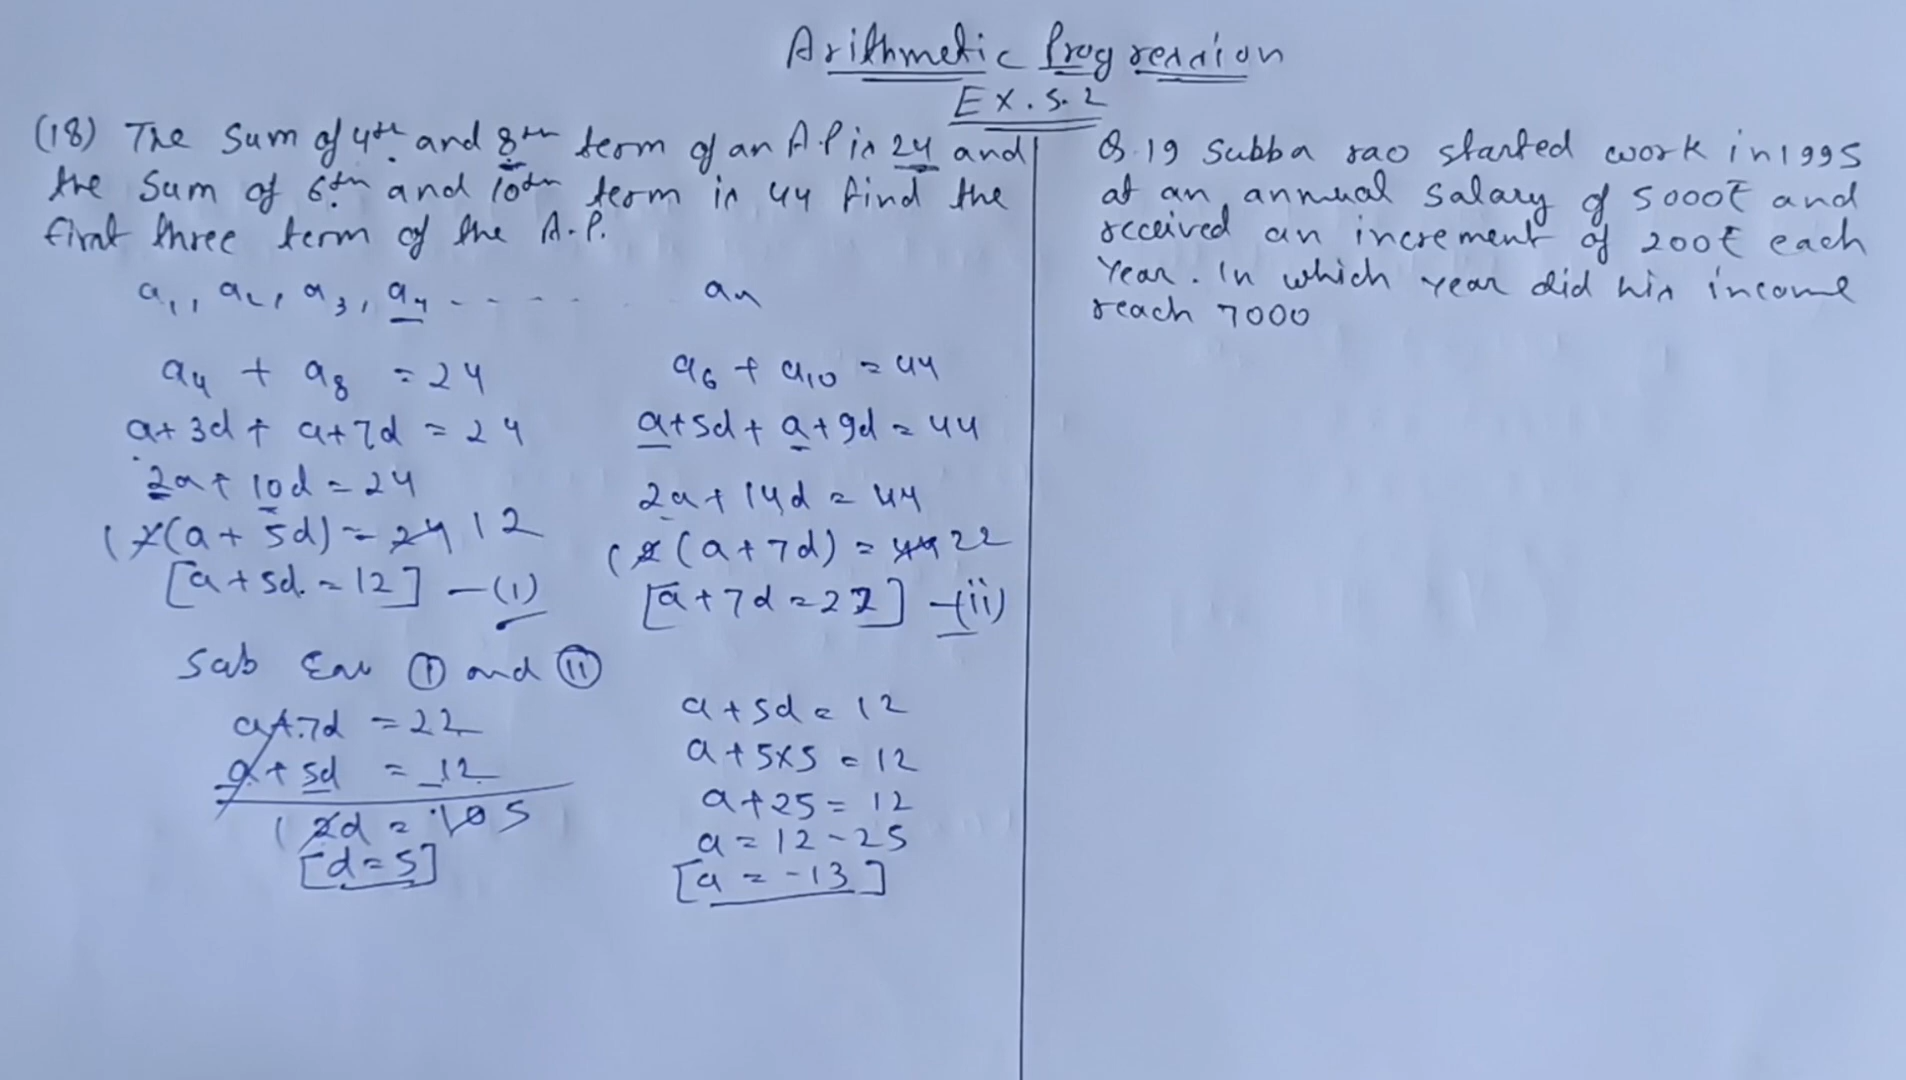 Arithmetic Progression
Ex. 5.2
(18) The Sum of 4th and 8th term of an A.P is 24 and
the Sum of 6th and 10th term is 44 find the
first three term of the A.P.
a1, a2, a3, a4 - - - - . . . an
a4 + a8 = 24
a+3d+ a+7d = 24
2a+10d=24
1 2(a+5d) = 24 12
[a+5d = 12] - (1)
a6 + a10 = 44
a+5d+a+9d=44
2a+14d=44
1 2(a+7d) = 44 22
[a+7d=22] - (ii)
Sub Eqn (I) and (II)
a+7d = 22
a+5d = 12
1 2d = 10 5
[d=5]
a+5d=12
a+5x5=12
a+25=12
a=12-25
[a=-13]
Q.19 Subba rao started work in 1995
at an annual salary of 5000₹ and
received an increment of 200₹ each
Year. In which year did his income
reach 7000